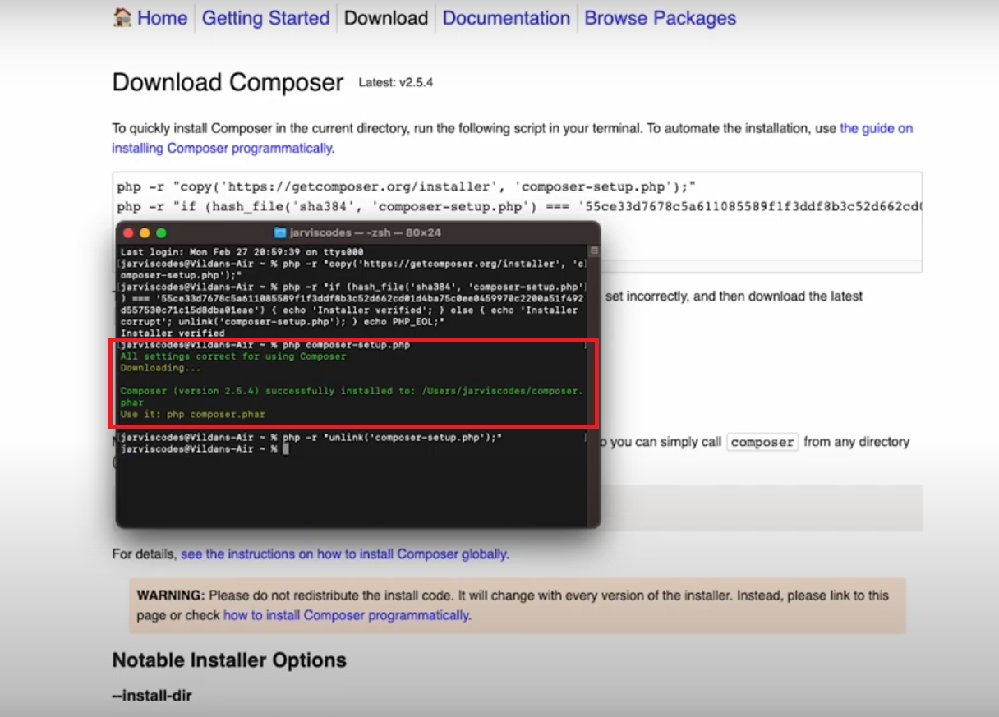 Home Getting Started Download Documentation Browse Packages
Download Composer Latest: v2.5.4
To quickly install Composer in the current directory, run the following script in your terminal. To automate the installation, use the guide on
installing Composer programmatically.
php -r "copy('https://getcomposer.org/installer', 'composer-setup.php');"
php -r "if (hash_file('sha384', 'composer-setup.php') === '55ce33d7678c5a611085589f1f3ddf8b3c52d662cd0
jarviscodes — -zsh — 80×24
Last login: Mon Feb 27 20:59:39 on ttys000
[jarviscodes@Vildans-Air ~ % php -r "copy('https://getcomposer.org/installer', 'c]
omposer-setup.php');"
[jarviscodes@Vildans-Air ~ % php -r "if (hash_file('sha384', 'composer-setup.php']
) === '55ce33d7678c5a611085589f1f3ddf8b3c52d662cd01d4ba75c0ee0459970c2200a51f492
d557530c71c15d8dba01eae') { echo 'Installer verified'; } else { echo 'Installer
corrupt'; unlink('composer-setup.php'); } echo PHP_EOL;"
Installer verified
[jarviscodes@Vildans-Air ~ % php composer-setup.php ]
All settings correct for using Composer
Downloading...
Composer (version 2.5.4) successfully installed to: /Users/jarviscodes/composer.
phar
Use it: php composer.phar
[jarviscodes@Vildans-Air ~ % php -r "unlink('composer-setup.php');" ]
jarviscodes@Vildans-Air ~ %
set incorrectly, and then download the latest
you can simply call composer from any directory
For details, see the instructions on how to install Composer globally.
WARNING: Please do not redistribute the install code. It will change with every version of the installer. Instead, please link to this
page or check how to install Composer programmatically.
Notable Installer Options
--install-dir